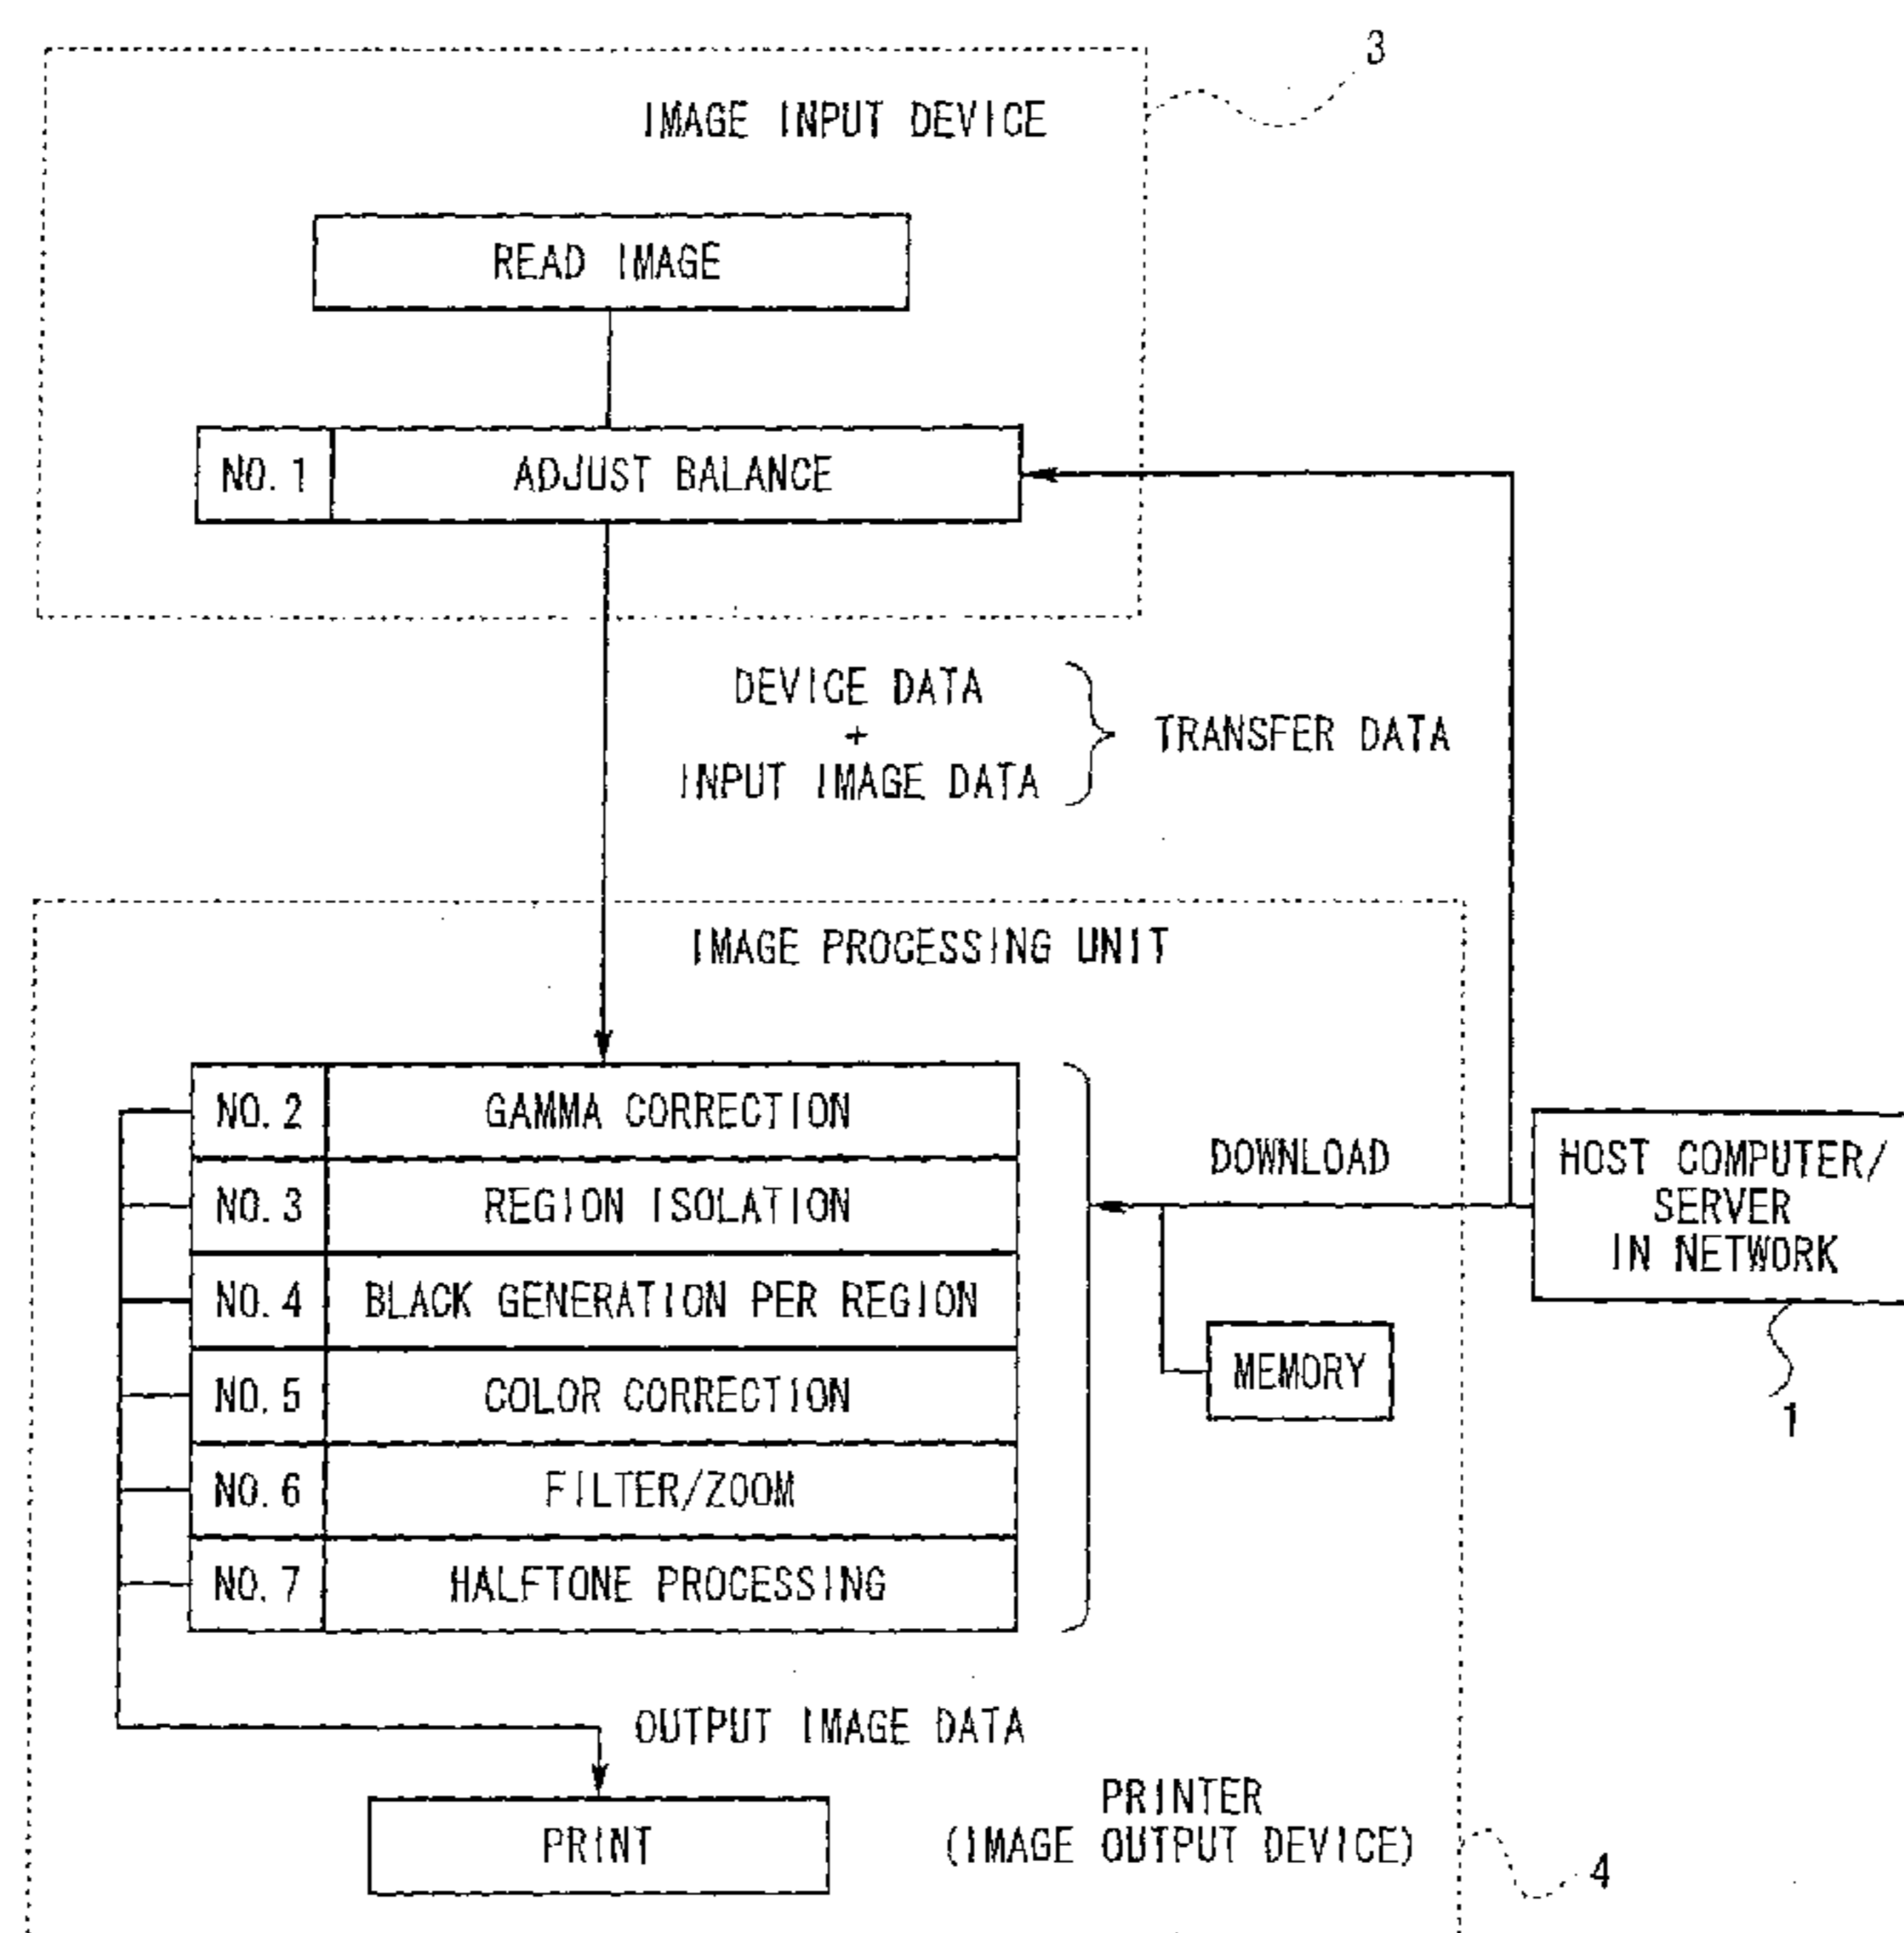 3
IMAGE INPUT DEVICE
READ IMAGE
NO. 1 ADJUST BALANCE
DEVICE DATA
+
INPUT IMAGE DATA
TRANSFER DATA
IMAGE PROCESSING UNIT
NO. 2 GAMMA CORRECTION
NO. 3 REGION ISOLATION
NO. 4 BLACK GENERATION PER REGION
NO. 5 COLOR CORRECTION
NO. 6 FILTER/ZOOM
NO. 7 HALFTONE PROCESSING
DOWNLOAD
MEMORY
HOST COMPUTER/
SERVER
IN NETWORK
1
OUTPUT IMAGE DATA
PRINT
PRINTER
(IMAGE OUTPUT DEVICE)
4